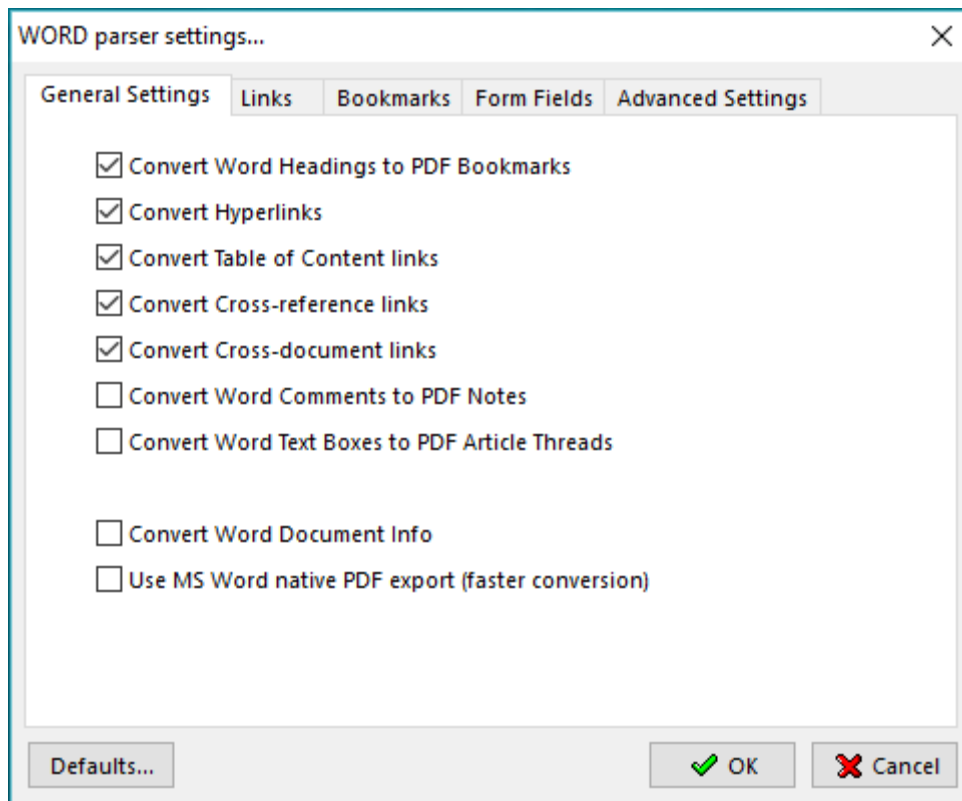 WORD parser settings...
General Settings Links Bookmarks Form Fields Advanced Settings
Convert Word Headings to PDF Bookmarks
Convert Hyperlinks
Convert Table of Content links
Convert Cross-reference links
Convert Cross-document links
Convert Word Comments to PDF Notes
Convert Word Text Boxes to PDF Article Threads
Convert Word Document Info
Use MS Word native PDF export (faster conversion)
Defaults... OK Cancel